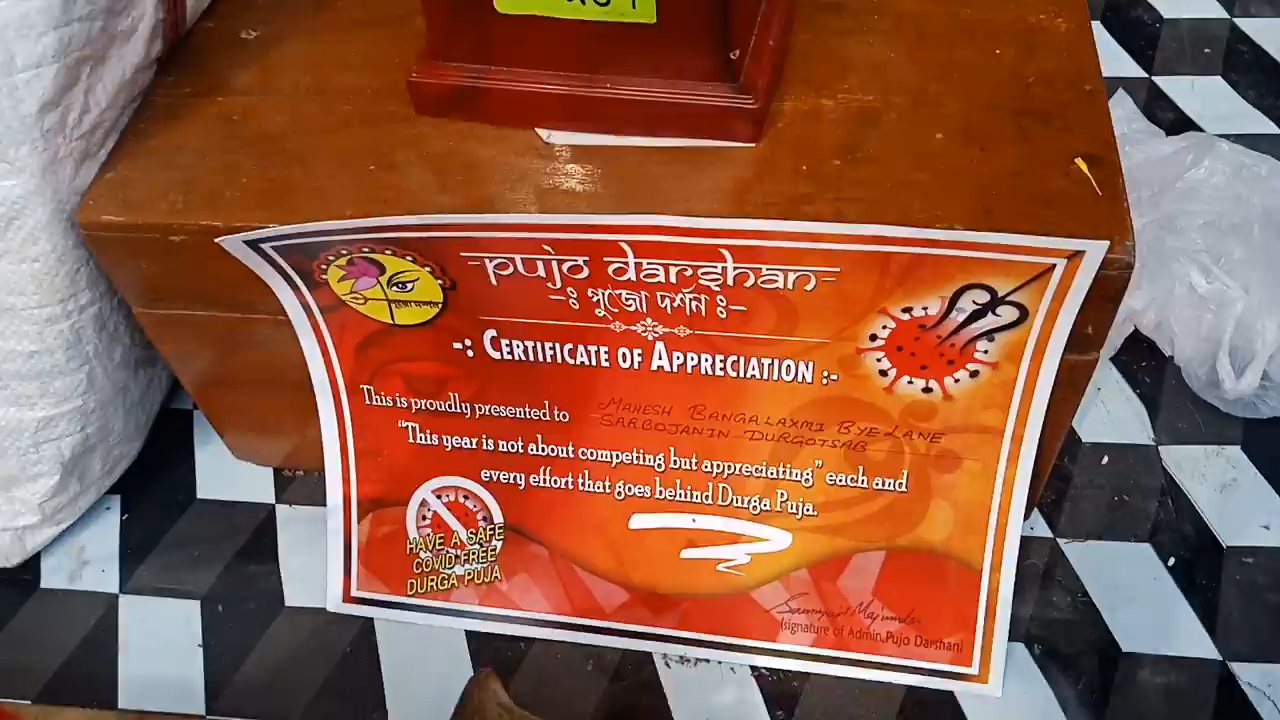 -pujo darshan-
-: পুজো দর্শন :-
-: CERTIFICATE OF APPRECIATION :-
This is proudly presented to MAHESH BANGALAXMI BYE LANE
SARBOJANIN DURGOTSAB
"This year is not about competing but appreciating" each and
every effort that goes behind Durga Puja.
HAVE A SAFE
COVID-FREE
DURGA PUJA
(signature of Admin,Pujo Darshan)